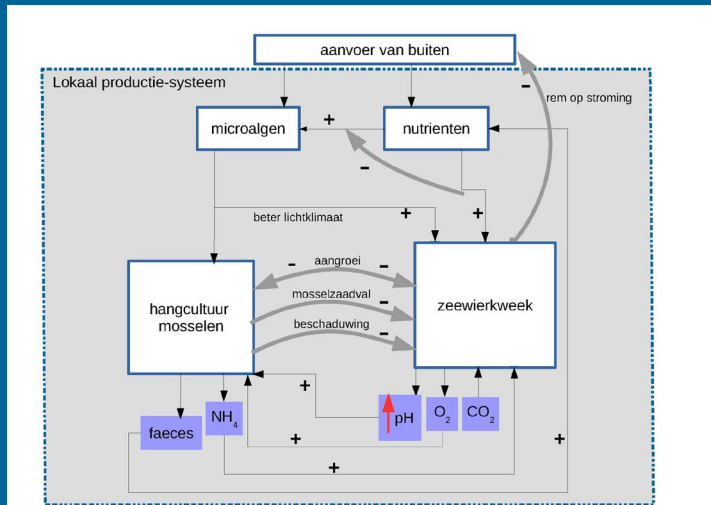 aanvoer van buiten
Lokaal productie-systeem
-
rem op stroming
microalgen
+
nutrienten
+
-
beter lichtklimaat
+
+
-
aangroei
-
hangcultuur
mosselen
mosselzaadval
-
zeewierkweek
beschaduwing
-
+
faeces
NH4
pH
O2
CO2
+
+